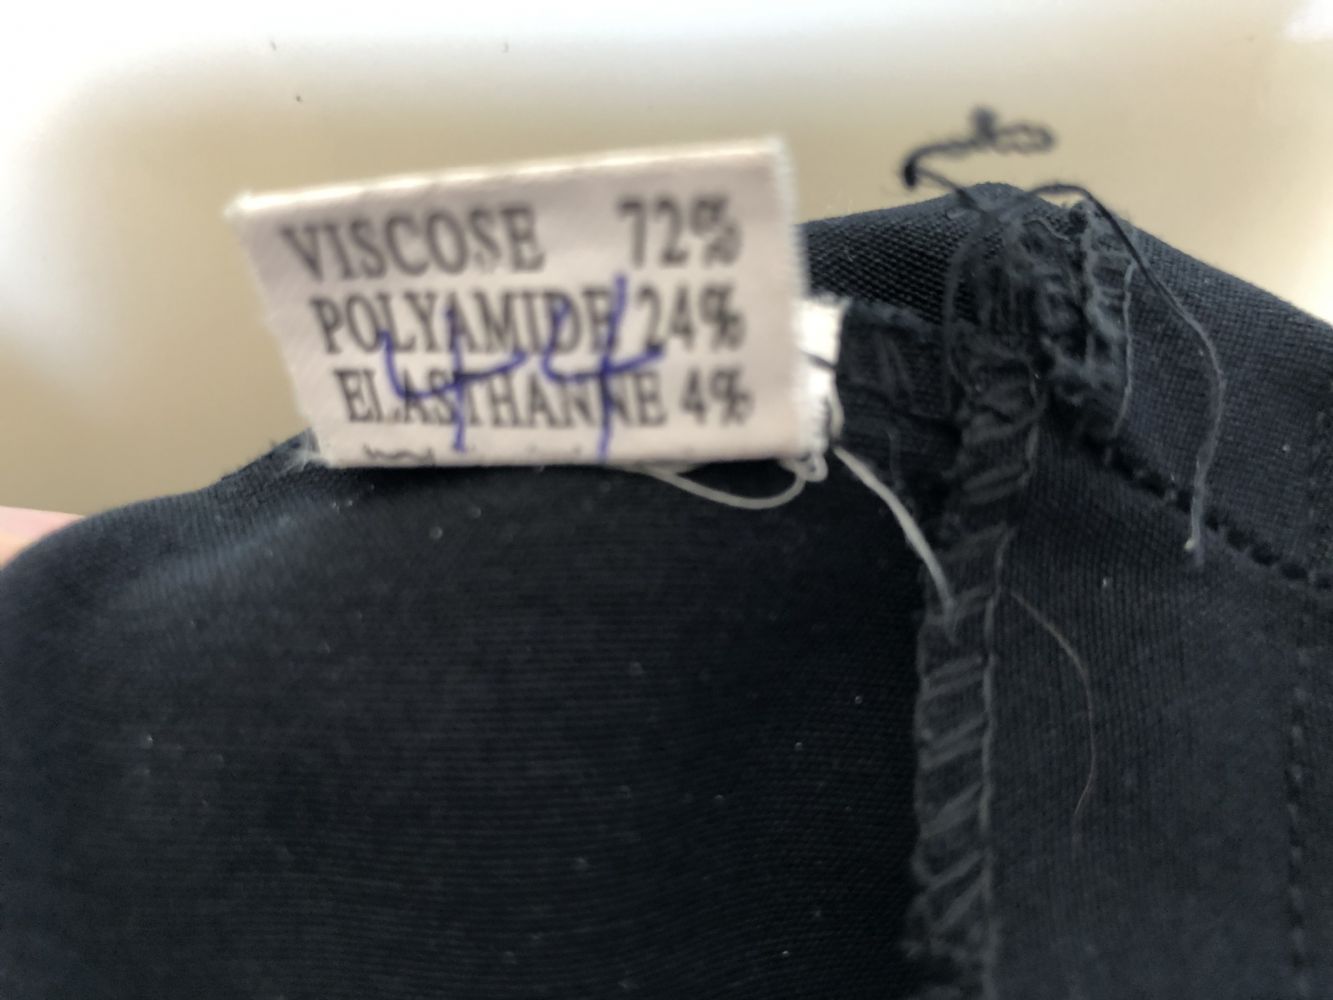 VISCOSE 72%
POLYAMIDE 24%
ELASTHANNE 4%
44